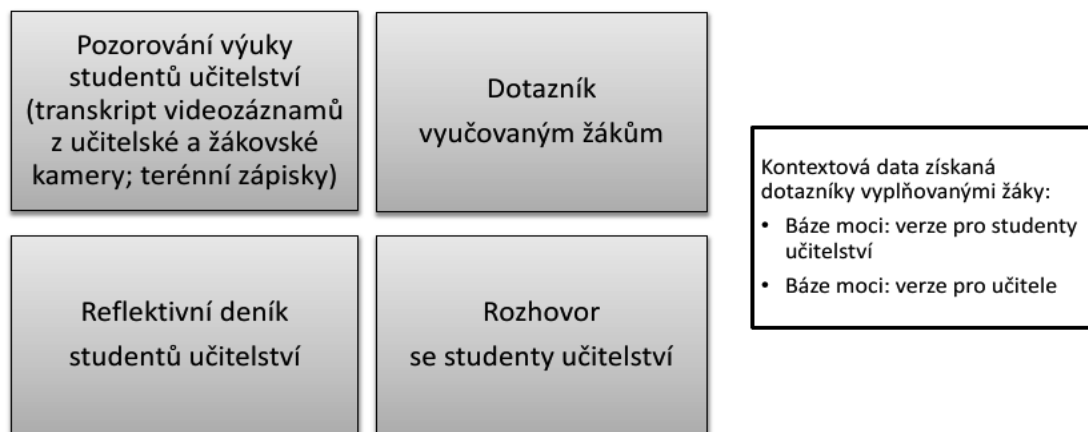 Pozorování výuky
studentů učitelství
(transkript videozáznamů
z učitelské a žákovské
kamery; terénní zápisky)
Dotazník
vyučovaným žákům
Reflektivní deník
studentů učitelství
Rozhovor
se studenty učitelství
Kontextová data získaná
dotazníky vyplňovanými žáky:
• Báze moci: verze pro studenty
učitelství
• Báze moci: verze pro učitele